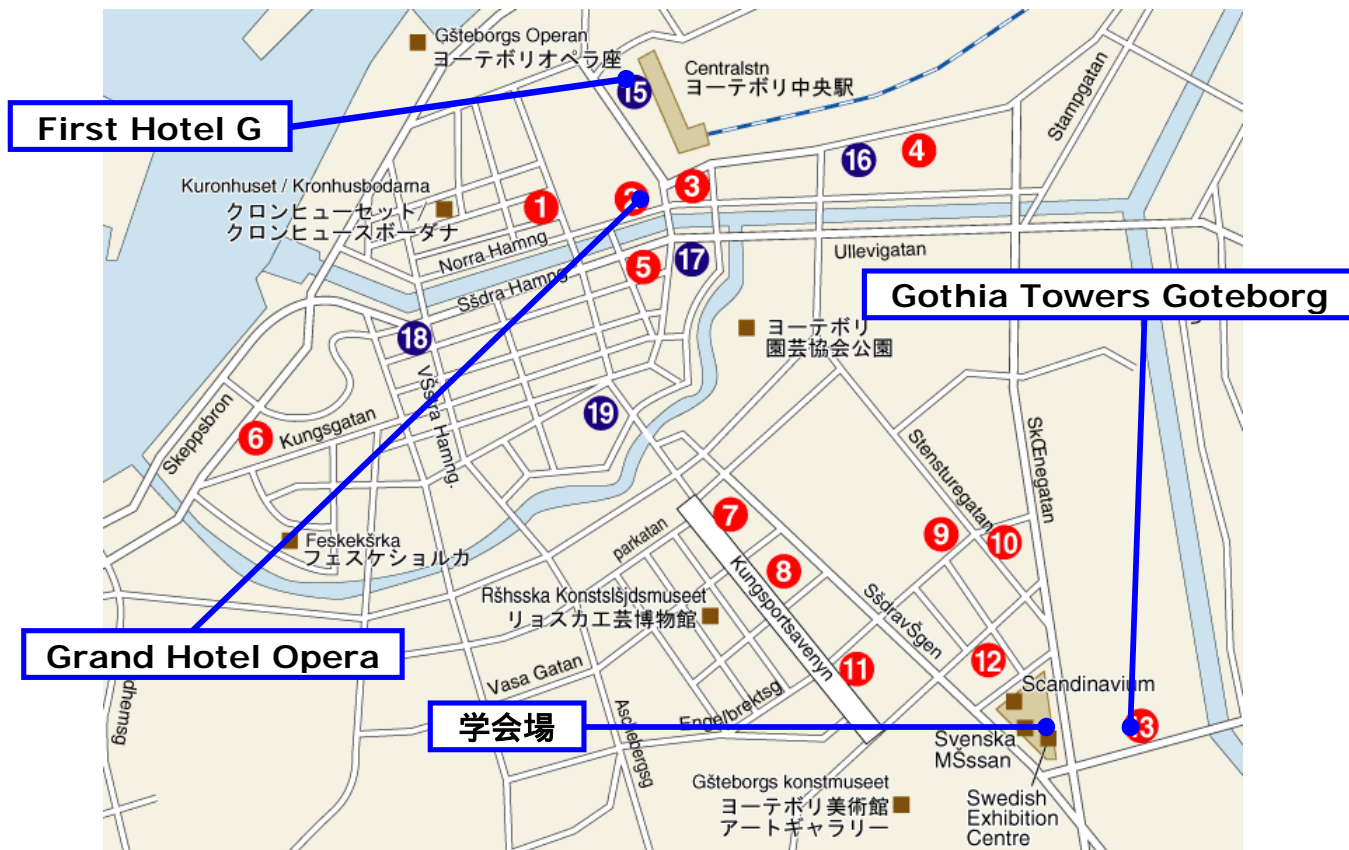 Gšteborgs Operan
ヨーテボリオペラ座
Centralstn
ヨーテボリ中央駅
Stampgatan
15
First Hotel G
16
4
Kuronhuset / Kronhusbodarna
クロンヒューセット/
クロンヒュースボーダナ
1
2
3
Norra Hamng
Sšdra Hamng
5
17
Ullevigatan
Gothia Towers Goteborg
18
ヨーテボリ
園芸協会公園
VŠštra Hamng.
Skeppsbron
6
Kungsgatan
19
Stensturegatan
SkŒnegatan
Feskekšrka
フェスケショルカ
parkatan
7
8
9
10
Kungsportsavenyn
Ršhsska Konstslšjdsmuseet
リョスカ工芸博物館
SšdravŠgen
Grand Hotel Opera
11
12
Vasa Gatan
dhemsg
Scandinavium
学会場
Engelbrektsg
Aschebergsg
13
Svenska
MŠssan
Gšteborgs konstmuseet
ヨーテボリ美術館
アートギャラリー
Swedish
Exhibition
Centre